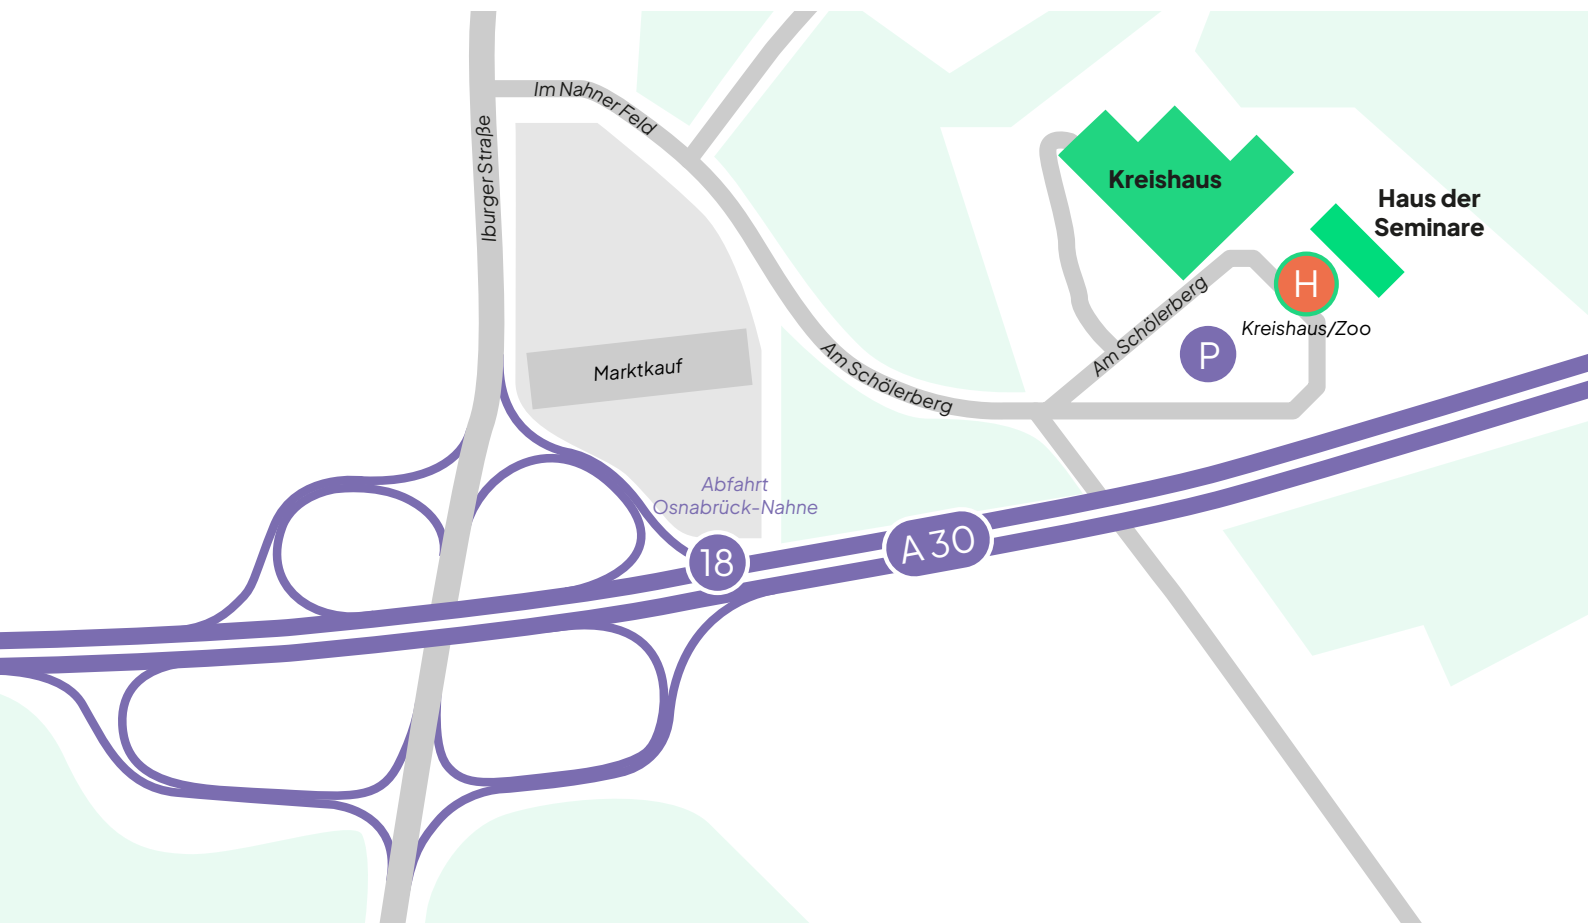 Im Nahner Feld
Iburger Straße
Kreishaus
Haus der
Seminare
H
Kreishaus/Zoo
Am Schölerberg
P
Marktkauf
Am Schölerberg
Abfahrt
Osnabrück-Nahne
18
A 30